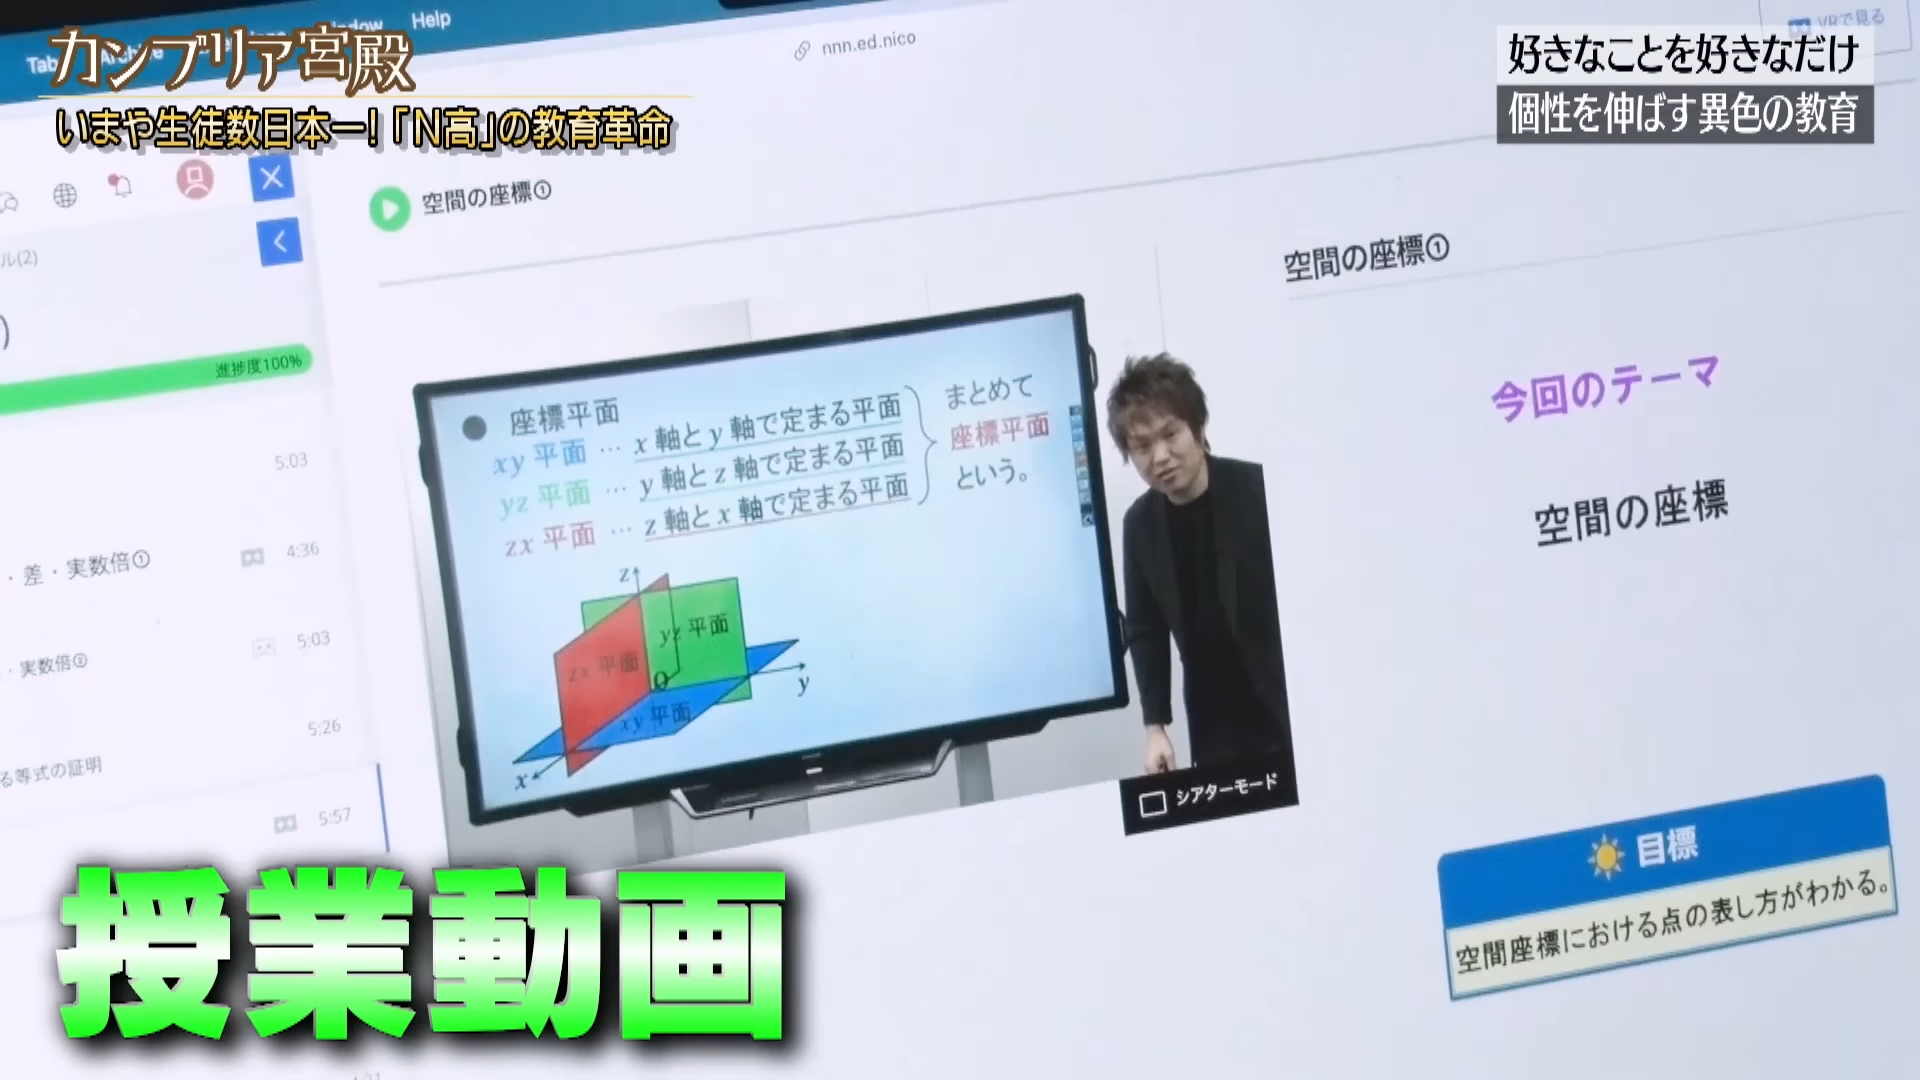 Help
カンブリア宮殿
いまや生徒数日本一!「N高」の教育革命
nnn.ed.nico
VRで見る
好きなことを好きなだけ
個性を伸ばす異色の教育
ル(2)
進捗度100%
5:03
・差・実数倍①
4:36
・実数倍②
5:03
5:26
る等式の証明
5:57
空間の座標①
● 座標平面
xy 平面 … x 軸と y 軸で定まる平面
yz 平面 … y 軸と z 軸で定まる平面
zx 平面 … z 軸と x 軸で定まる平面
まとめて
座標平面
という。
z
yz 平面
zx 平面
O
xy 平面
y
x
シアターモード
空間の座標①
今回のテーマ
空間の座標
目標
空間座標における点の表し方がわかる。
授業動画